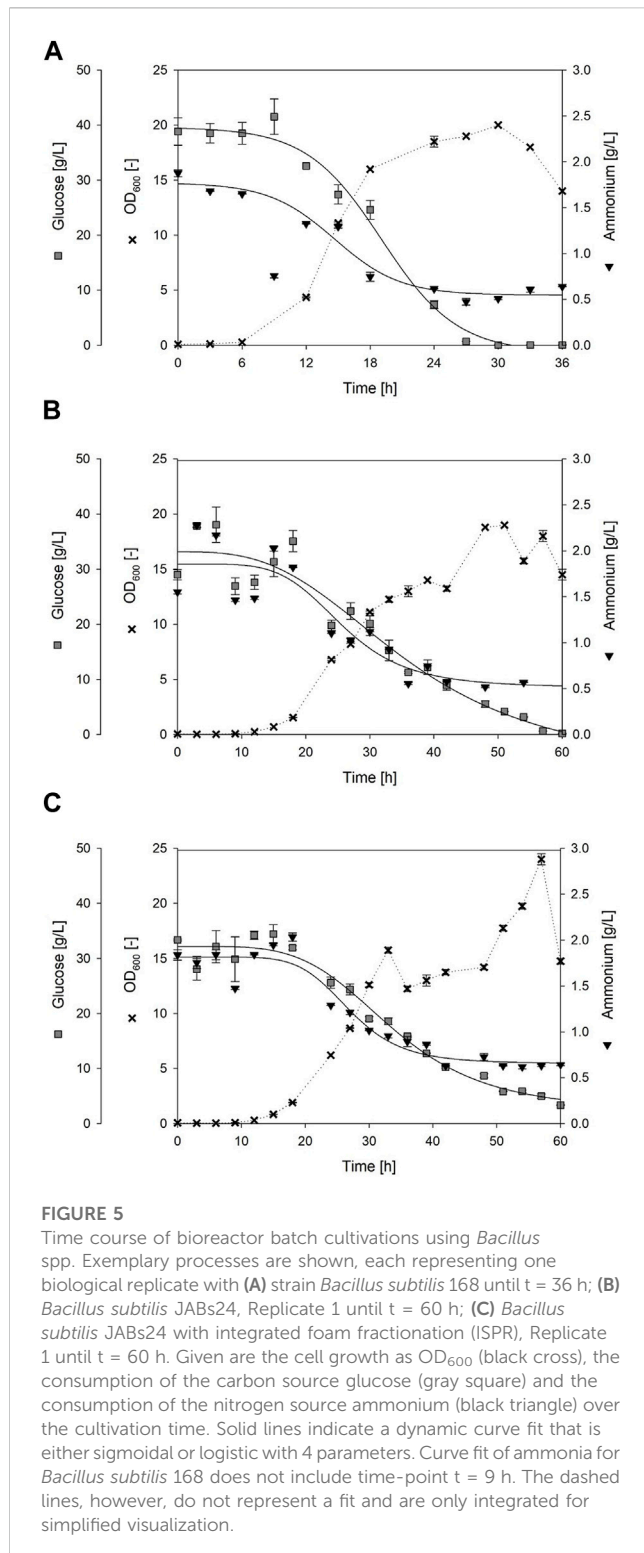 A
50
40
30
20
10
0
Glucose [g/L]
25
20
15
10
5
0
OD600 [-]
3.0
2.5
2.0
1.5
1.0
0.5
0.0
Ammonium [g/L]
0 6 12 18 24 30 36
Time [h]
B
50
40
30
20
10
0
Glucose [g/L]
25
20
15
10
5
0
OD600 [-]
3.0
2.5
2.0
1.5
1.0
0.5
0.0
Ammonium [g/L]
0 10 20 30 40 50 60
Time [h]
C
50
40
30
20
10
0
Glucose [g/L]
25
20
15
10
5
0
OD600 [-]
3.0
2.5
2.0
1.5
1.0
0.5
0.0
Ammonium [g/L]
0 10 20 30 40 50 60
Time [h]
FIGURE 5
Time course of bioreactor batch cultivations using Bacillus
spp. Exemplary processes are shown, each representing one
biological replicate with (A) strain Bacillus subtilis 168 until t = 36 h; (B)
Bacillus subtilis JABs24, Replicate 1 until t = 60 h; (C) Bacillus
subtilis JABs24 with integrated foam fractionation (ISPR), Replicate
1 until t = 60 h. Given are the cell growth as OD600 (black cross), the
consumption of the carbon source glucose (gray square) and the
consumption of the nitrogen source ammonium (black triangle) over
the cultivation time. Solid lines indicate a dynamic curve fit that is
either sigmoidal or logistic with 4 parameters. Curve fit of ammonia for
Bacillus subtilis 168 does not include time-point t = 9 h. The dashed
lines, however, do not represent a fit and are only integrated for
simplified visualization.